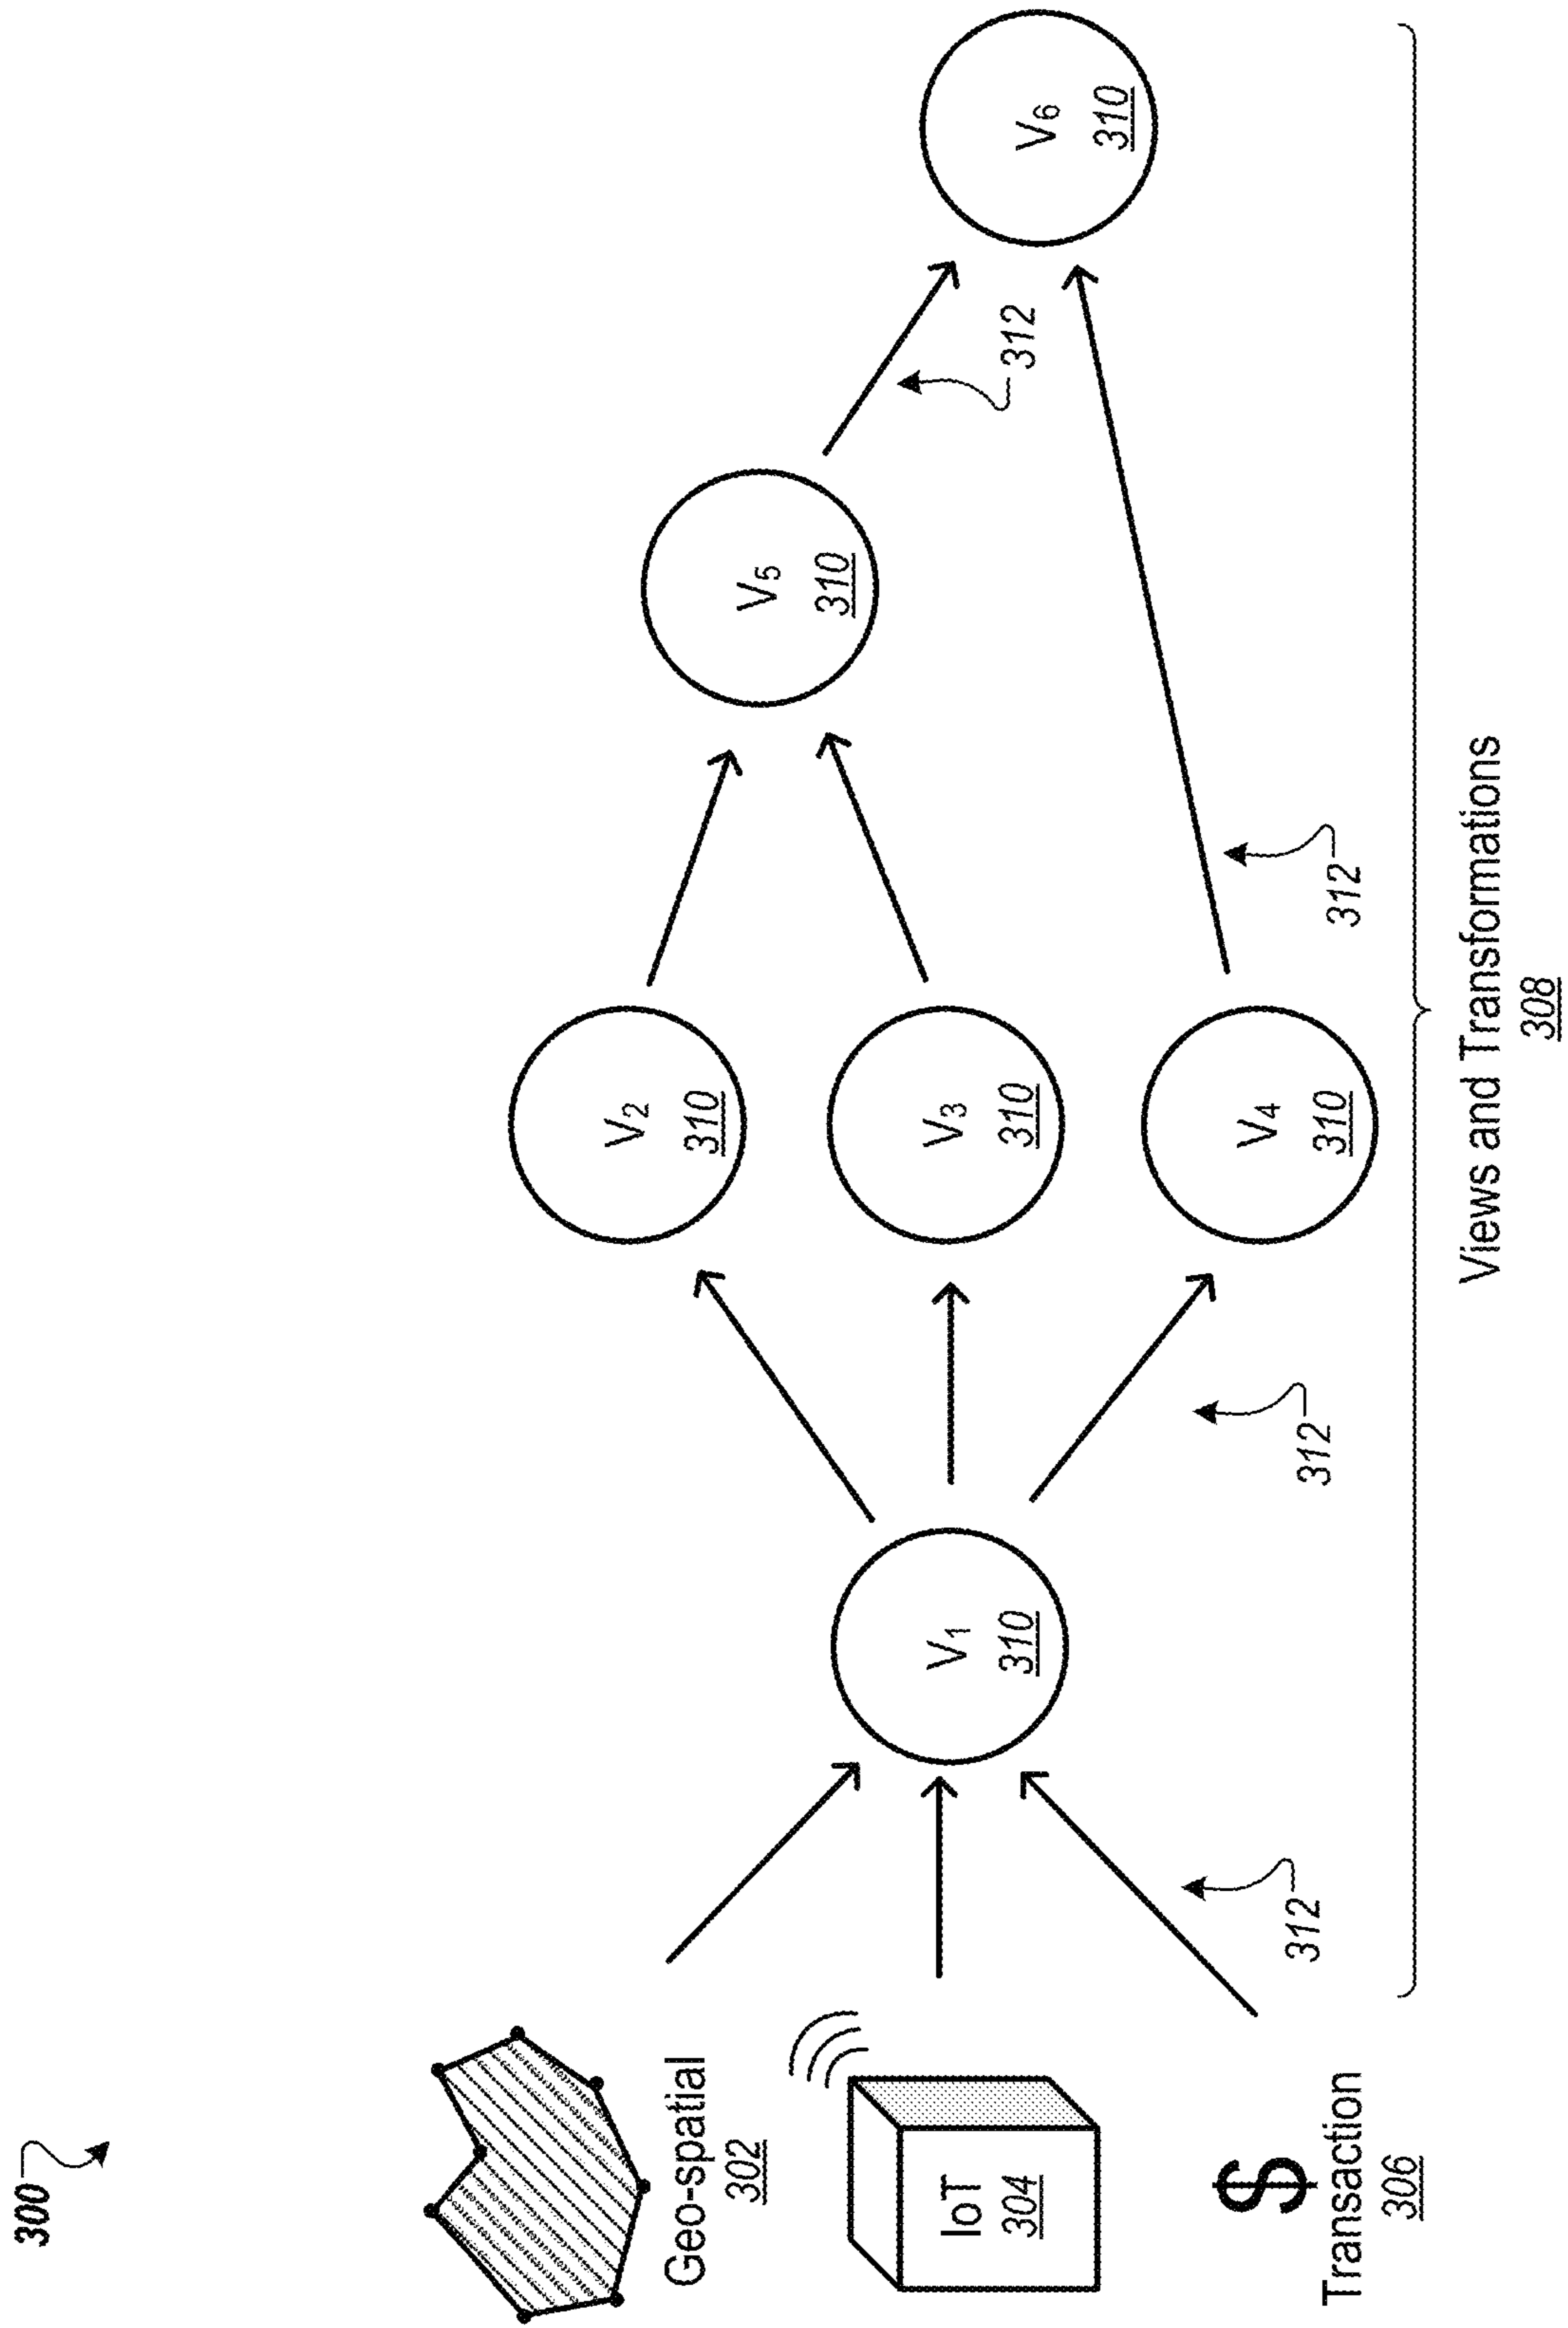 300
Geo-spatial
302
IoT
304
$
Transaction
306
312
V1
310
312
V2
310
V3
310
V4
310
312
V5
310
312
V6
310
Views and Transformations
308